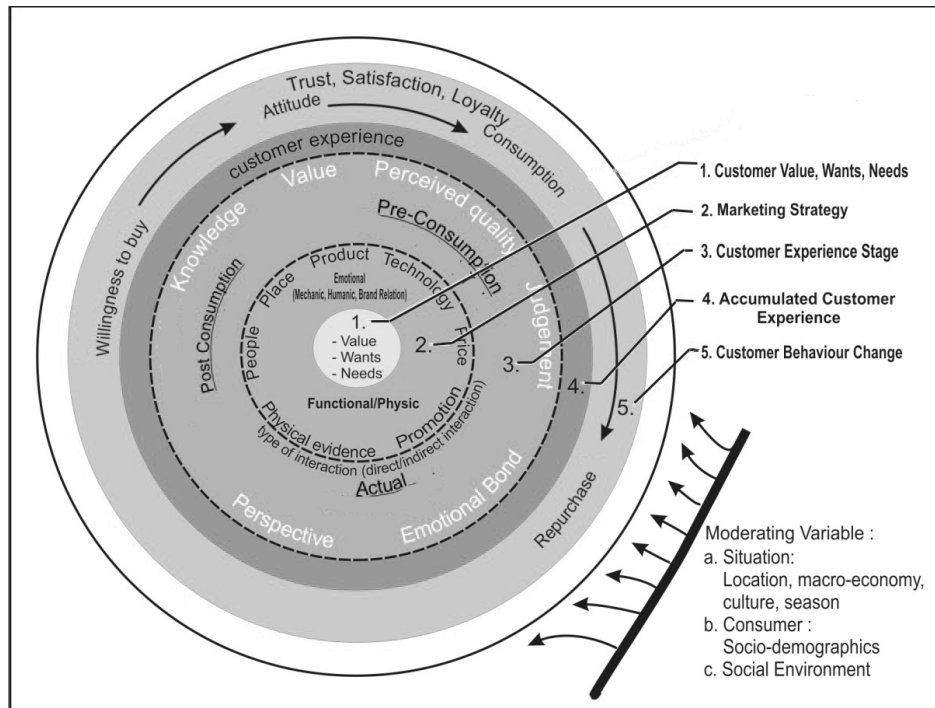 Trust, Satisfaction, Loyalty
Attitude
Consumption
Willingness to buy
Repurchase
customer experience
Knowledge
Value
Perceived quality
Judgement
Emotional Bond
Perspective
Pre-Consumption
Post Consumption
Actual
People
Place
Product
Technology
Price
Promotion
Physical evidence
type of interaction (direct/indirect interaction)
Emotional
(Mechanic, Humanic, Brand Relation)
1.
- Value
- Wants
- Needs
2.
3.
4.
5.
Functional/Physic
1. Customer Value, Wants, Needs
2. Marketing Strategy
3. Customer Experience Stage
4. Accumulated Customer
Experience
5. Customer Behaviour Change
Moderating Variable :
a. Situation:
Location, macro-economy,
culture, season
b. Consumer :
Socio-demographics
c. Social Environment